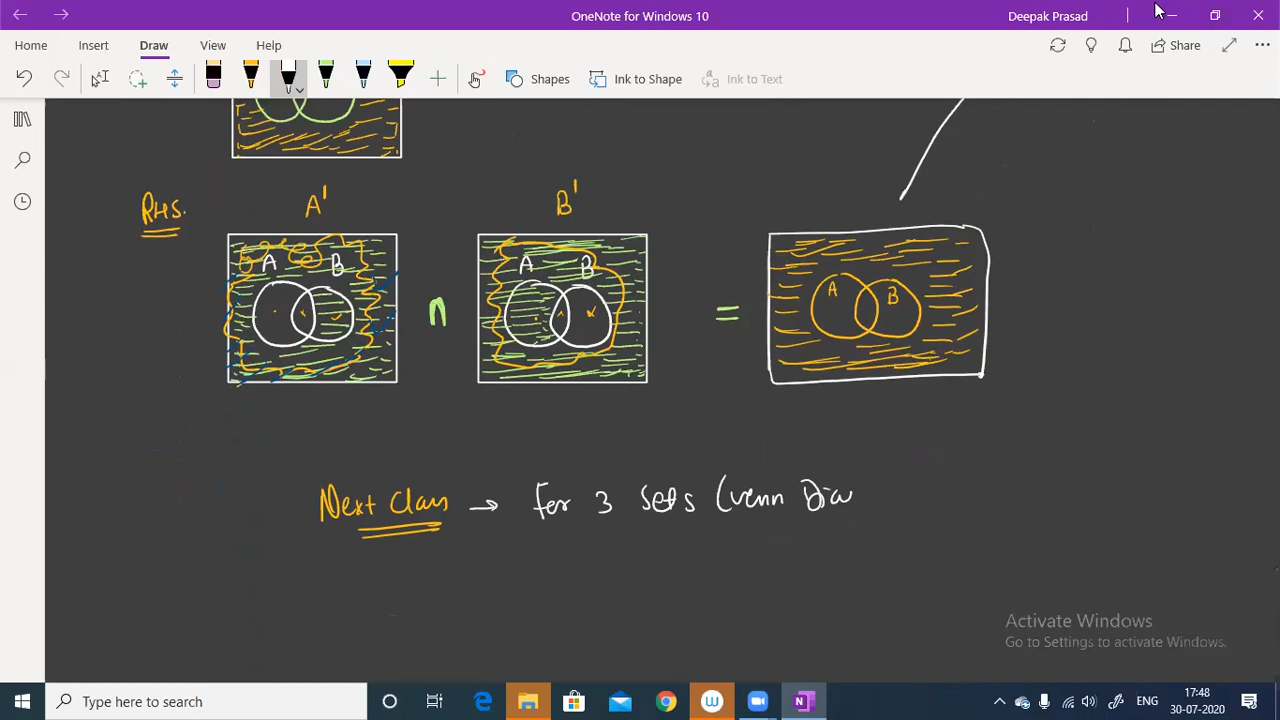 OneNote for Windows 10
Deepak Prasad
Home Insert Draw View Help
Share
Shapes Ink to Shape Ink to Text
RHS. A' B'
A B A B A B
∩ =
Next Class → For 3 sets (Venn Dia
Activate Windows
Go to Settings to activate Windows.
Type here to search
ENG
17:48
30-07-2020